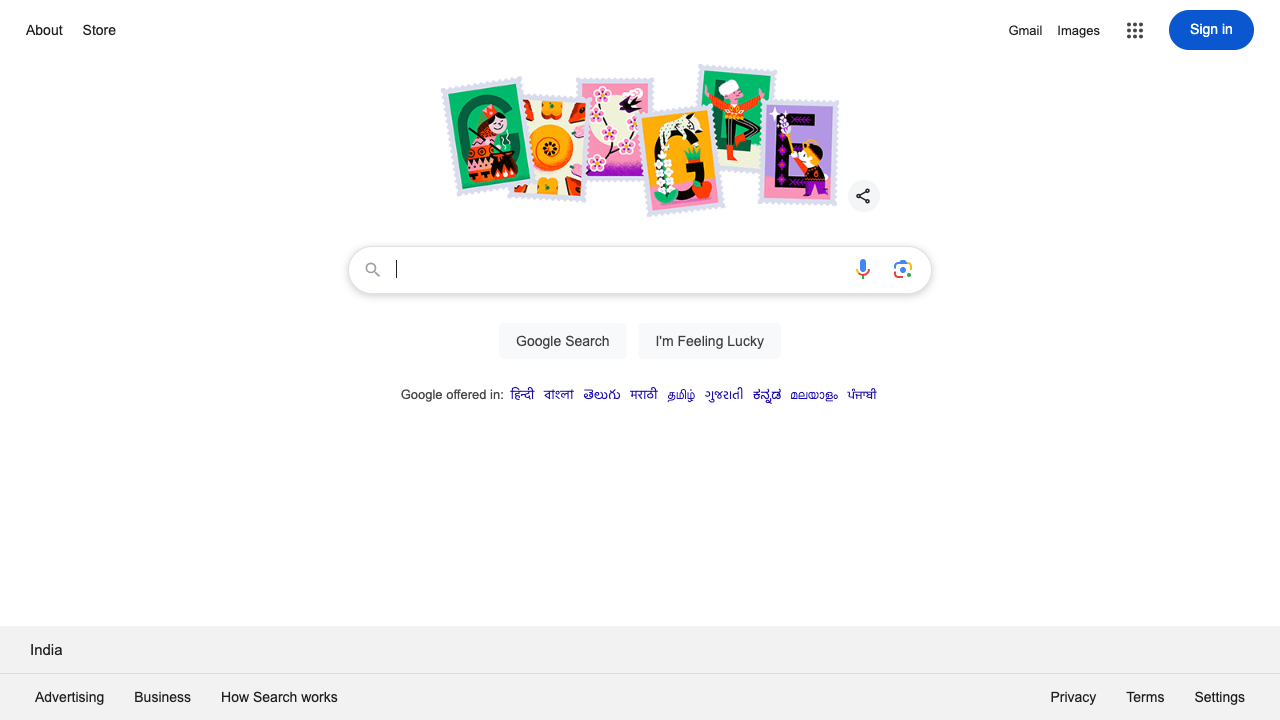 About Store Gmail Images Sign in
Google Search I'm Feeling Lucky
Google offered in: हिन्दी বাংলা తెలుగు मराठी தமிழ் ગુજરાતી ಕನ್ನಡ മലയാളം ਪੰਜਾਬੀ
India
Advertising Business How Search works Privacy Terms Settings